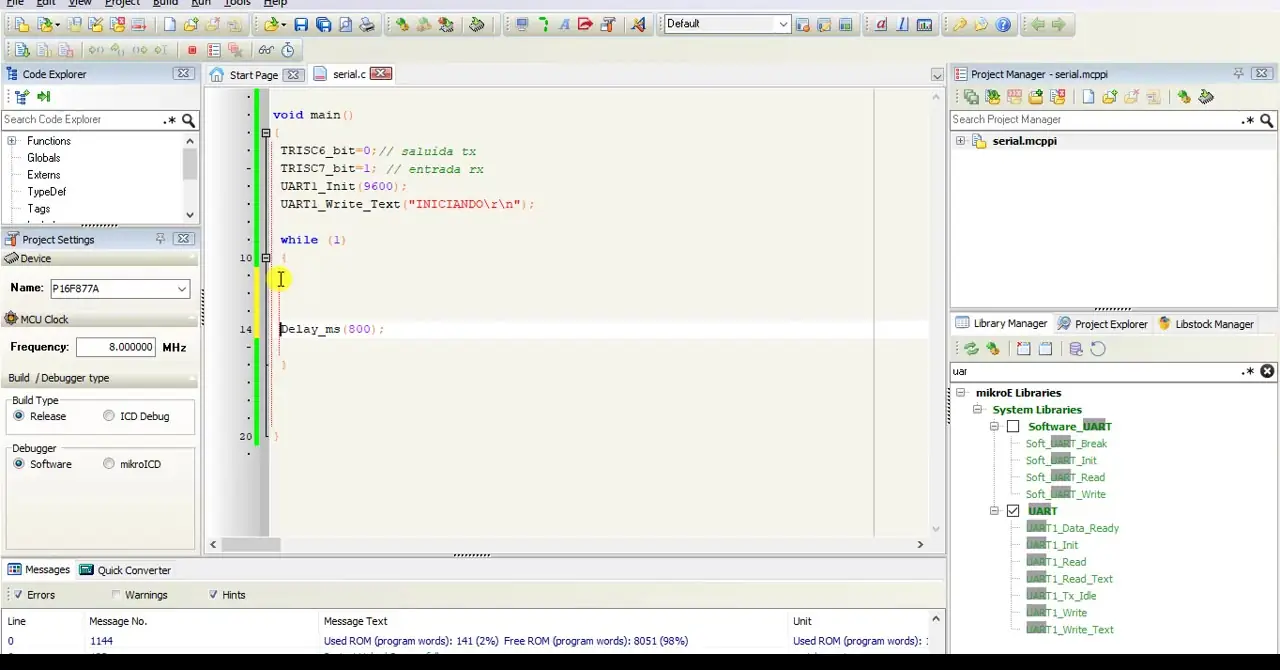 File Edit View Project Build Run Tools Help
Default
Code Explorer
Start Page
serial.c
Project Manager - serial.mcppi
Search Code Explorer
Search Project Manager
Functions
Globals
Externs
TypeDef
Tags
serial.mcppi
void main()
{
TRISC6_bit=0;// saluida tx
TRISC7_bit=1; // entrada rx
UART1_Init(9600);
UART1_Write_Text("INICIANDO\r\n");
while (1)
10 {
14 Delay_ms(800);
}
20 }
Project Settings
Device
Name: P16F877A
MCU Clock
Frequency: 8.000000 MHz
Build / Debugger type
Build Type
Release ICD Debug
Debugger
Software mikroICD
Library Manager Project Explorer Libstock Manager
uar
mikroE Libraries
System Libraries
Software_UART
Soft_UART_Break
Soft_UART_Init
Soft_UART_Read
Soft_UART_Write
UART
UART1_Data_Ready
UART1_Init
UART1_Read
UART1_Read_Text
UART1_Tx_Idle
UART1_Write
UART1_Write_Text
Messages Quick Converter
Errors Warnings Hints
Line Message No. Message Text Unit
0 1144 Used ROM (program words): 141 (2%) Free ROM (program words): 8051 (98%) Used ROM (program words):